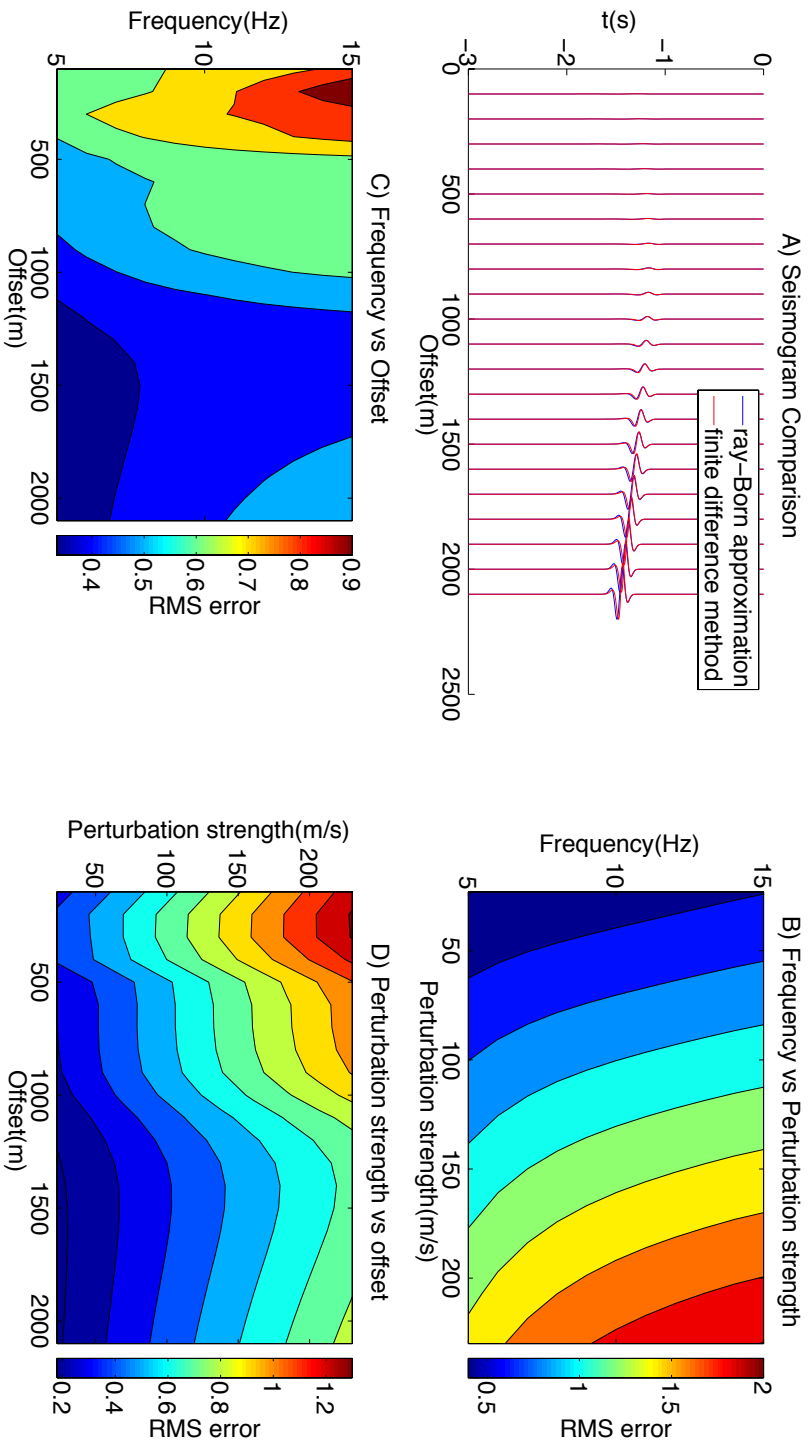 A) Seismogram Comparison
t(s)
0
−1
−2
−3
ray−Born approximation
finite difference method
0
500
1000
1500
2000
2500
Offset(m)
B) Frequency vs Perturbation strength
Frequency(Hz)
15
10
5
50
100
150
200
Perturbation strength(m/s)
2
1.5
1
0.5
RMS error
C) Frequency vs Offset
Frequency(Hz)
15
10
5
500
1000
1500
2000
Offset(m)
0.9
0.8
0.7
0.6
0.5
0.4
RMS error
D) Perturbation strength vs offset
Perturbation strength(m/s)
200
150
100
50
500
1000
1500
2000
Offset(m)
1.2
1
0.8
0.6
0.4
0.2
RMS error